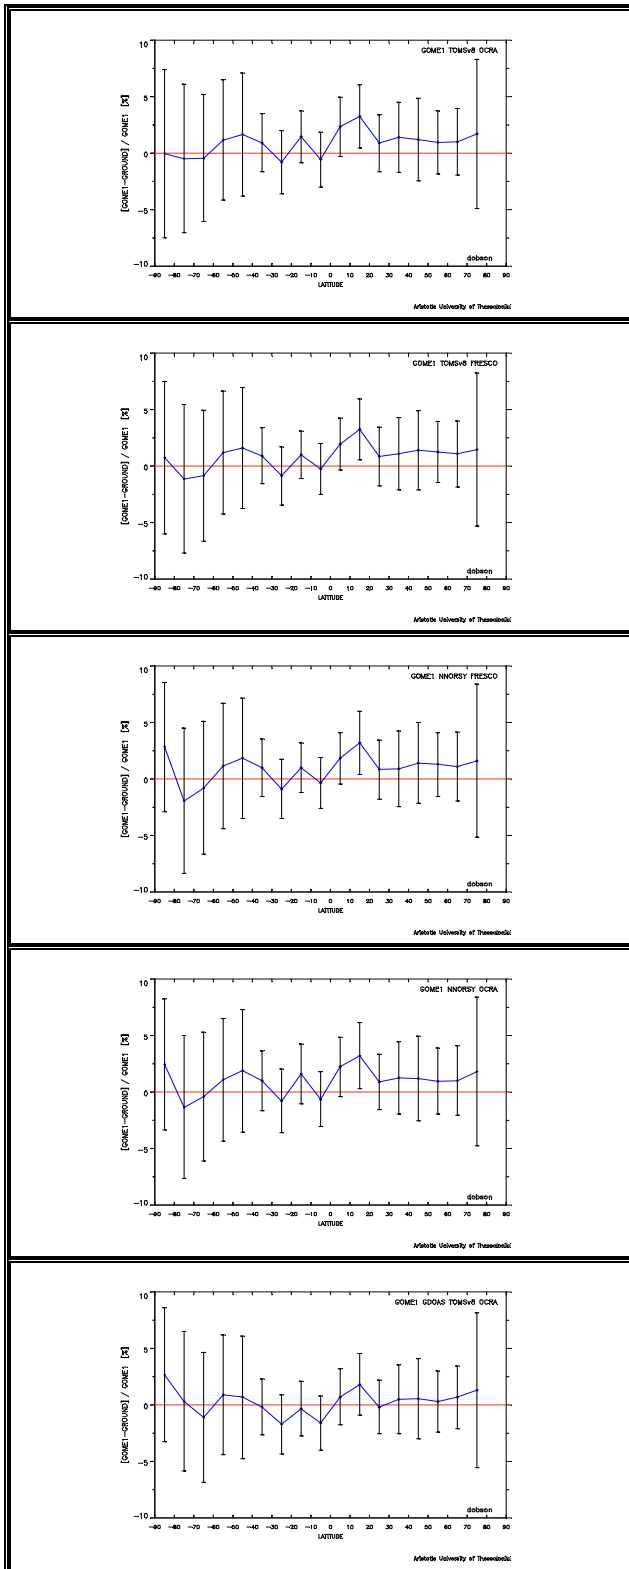 GOME1 TOMSv8 OCRA
[GOME1-GROUND] / GOME1 [%]
10
5
0
-5
-10
dobson
-90 -80 -70 -60 -50 -40 -30 -20 -10 0 10 20 30 40 50 60 70 80 90
LATITUDE
Aristotle University of Thessaloniki
GOME1 TOMSv8 FRESCO
[GOME1-GROUND] / GOME1 [%]
10
5
0
-5
-10
dobson
-90 -80 -70 -60 -50 -40 -30 -20 -10 0 10 20 30 40 50 60 70 80 90
LATITUDE
Aristotle University of Thessaloniki
GOME1 NNORSY FRESCO
[GOME1-GROUND] / GOME1 [%]
10
5
0
-5
-10
dobson
-90 -80 -70 -60 -50 -40 -30 -20 -10 0 10 20 30 40 50 60 70 80 90
LATITUDE
Aristotle University of Thessaloniki
GOME1 NNORSY OCRA
[GOME1-GROUND] / GOME1 [%]
10
5
0
-5
-10
dobson
-90 -80 -70 -60 -50 -40 -30 -20 -10 0 10 20 30 40 50 60 70 80 90
LATITUDE
Aristotle University of Thessaloniki
GOME1 GDOAS TOMSv8 OCRA
[GOME1-GROUND] / GOME1 [%]
10
5
0
-5
-10
dobson
-90 -80 -70 -60 -50 -40 -30 -20 -10 0 10 20 30 40 50 60 70 80 90
LATITUDE
Aristotle University of Thessaloniki